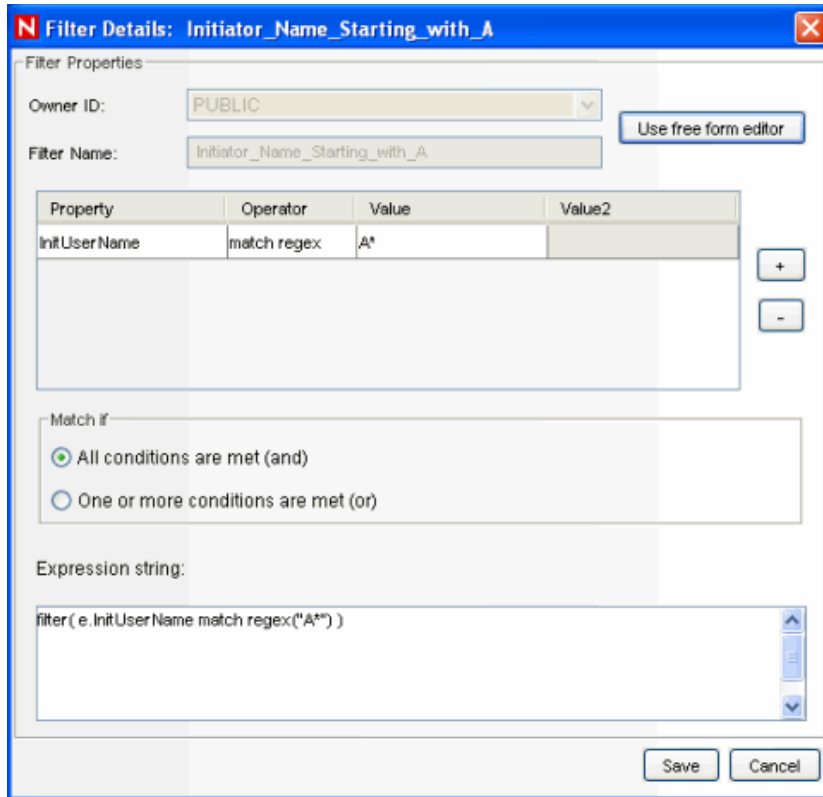 N Filter Details: Initiator_Name_Starting_with_A
Filter Properties
Owner ID:
PUBLIC
Use free form editor
Filter Name:
Initiator_Name_Starting_with_A
Property Operator Value Value2
InitUserName match regex A*
+
-
Match if
All conditions are met (and)
One or more conditions are met (or)
Expression string:
filter( e.InitUserName match regex("A*") )
Save Cancel